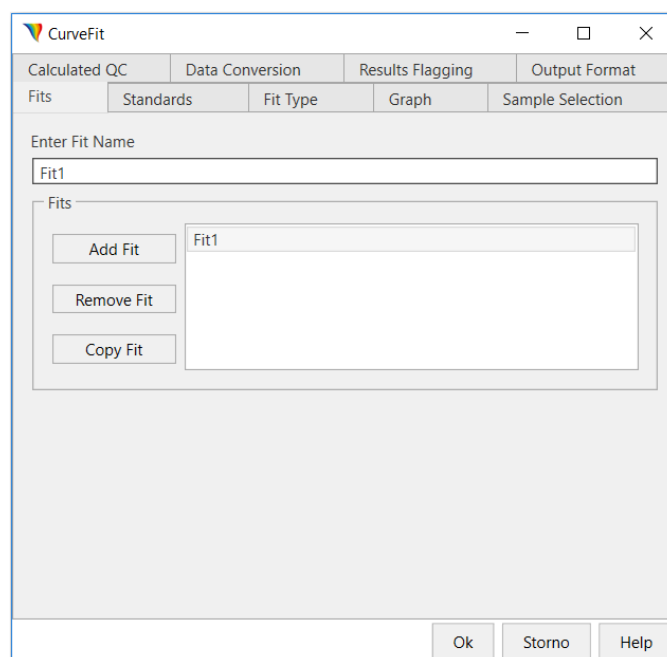 CurveFit
Calculated QC Data Conversion Results Flagging Output Format
Fits Standards Fit Type Graph Sample Selection
Enter Fit Name
Fit1
Fits
Add Fit
Fit1
Remove Fit
Copy Fit
Ok Storno Help